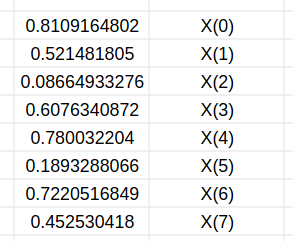 0.8109164802 X(0)
0.521481805 X(1)
0.08664933276 X(2)
0.6076340872 X(3)
0.780032204 X(4)
0.1893288066 X(5)
0.7220516849 X(6)
0.452530418 X(7)